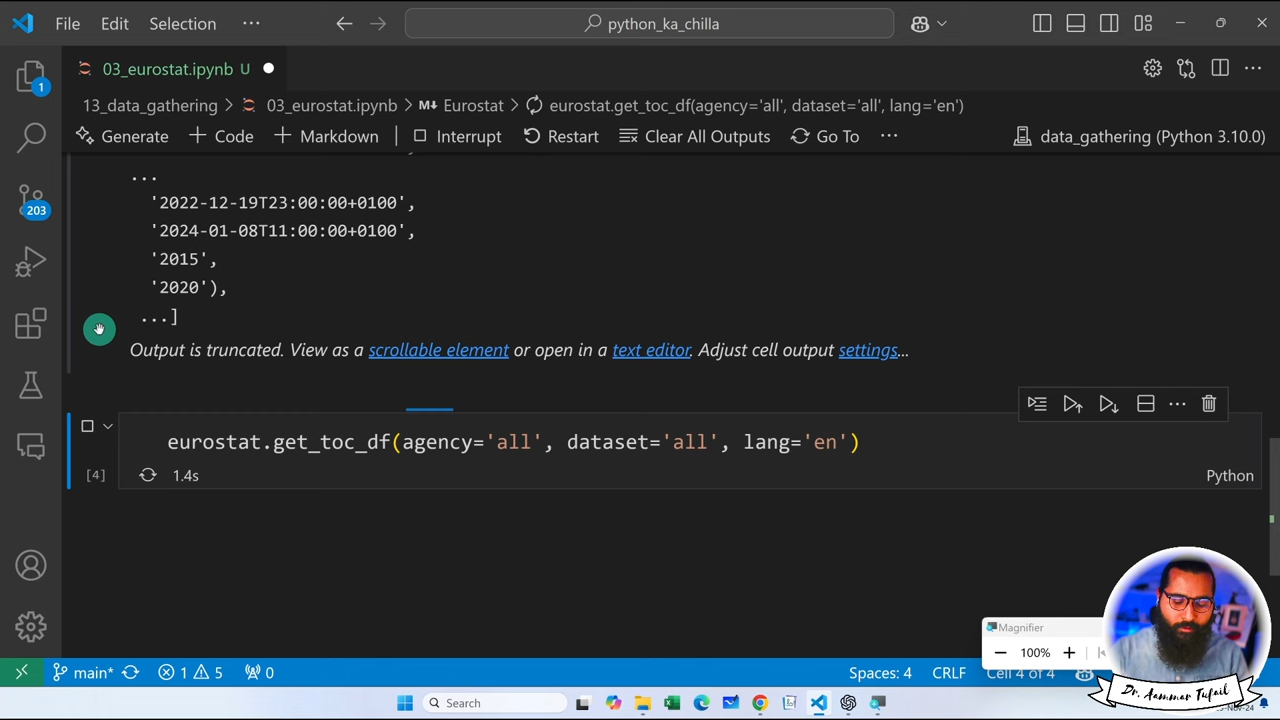 File Edit Selection ··· python_ka_chilla
03_eurostat.ipynb U
13_data_gathering > 03_eurostat.ipynb > Eurostat > eurostat.get_toc_df(agency='all', dataset='all', lang='en')
Generate + Code + Markdown Interrupt Restart Clear All Outputs Go To ··· data_gathering (Python 3.10.0)
...
'2022-12-19T23:00:00+0100',
'2024-01-08T11:00:00+0100',
'2015',
'2020'),
...]
Output is truncated. View as a scrollable element or open in a text editor. Adjust cell output settings...
eurostat.get_toc_df(agency='all', dataset='all', lang='en')
[4] 1.4s Python
1
203
Magnifier
100%
main* 1 5 0 Spaces: 4 CRLF Cell 4 of 4
Dr. Aammar Tufail
Search